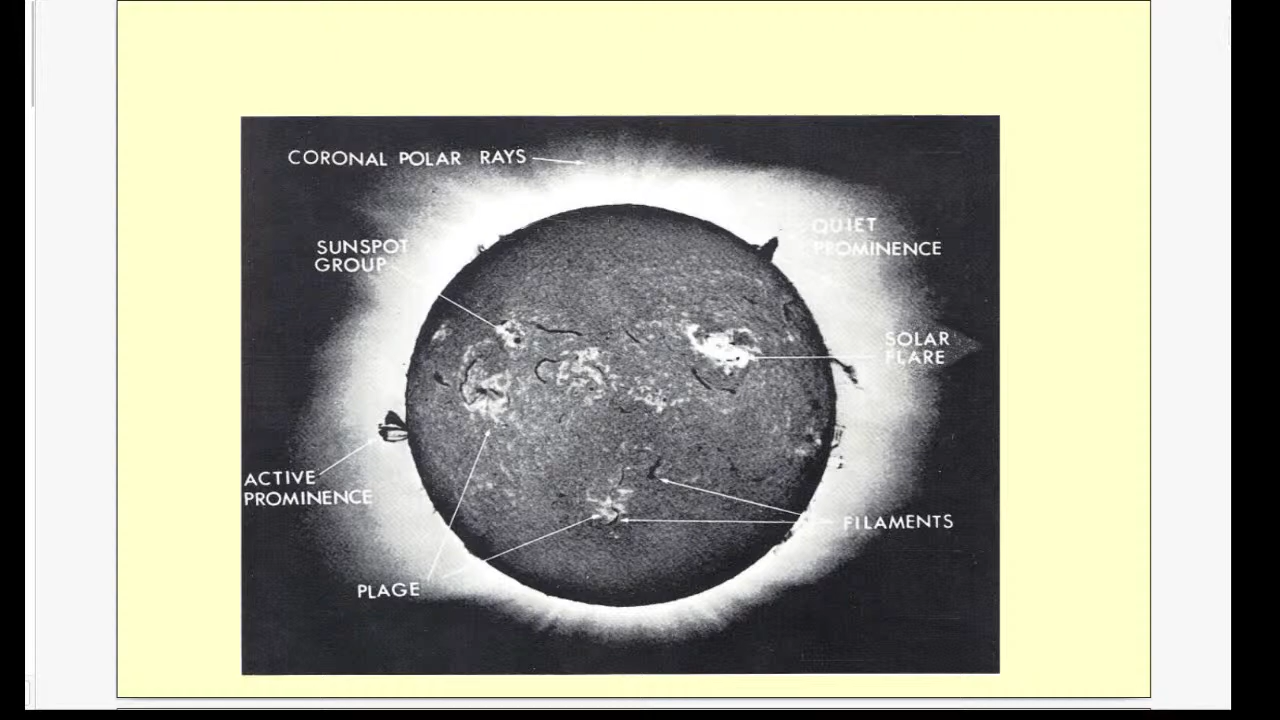 CORONAL POLAR RAYS
QUIET
PROMINENCE
SUNSPOT
GROUP
SOLAR
FLARE
ACTIVE
PROMINENCE
FILAMENTS
PLAGE